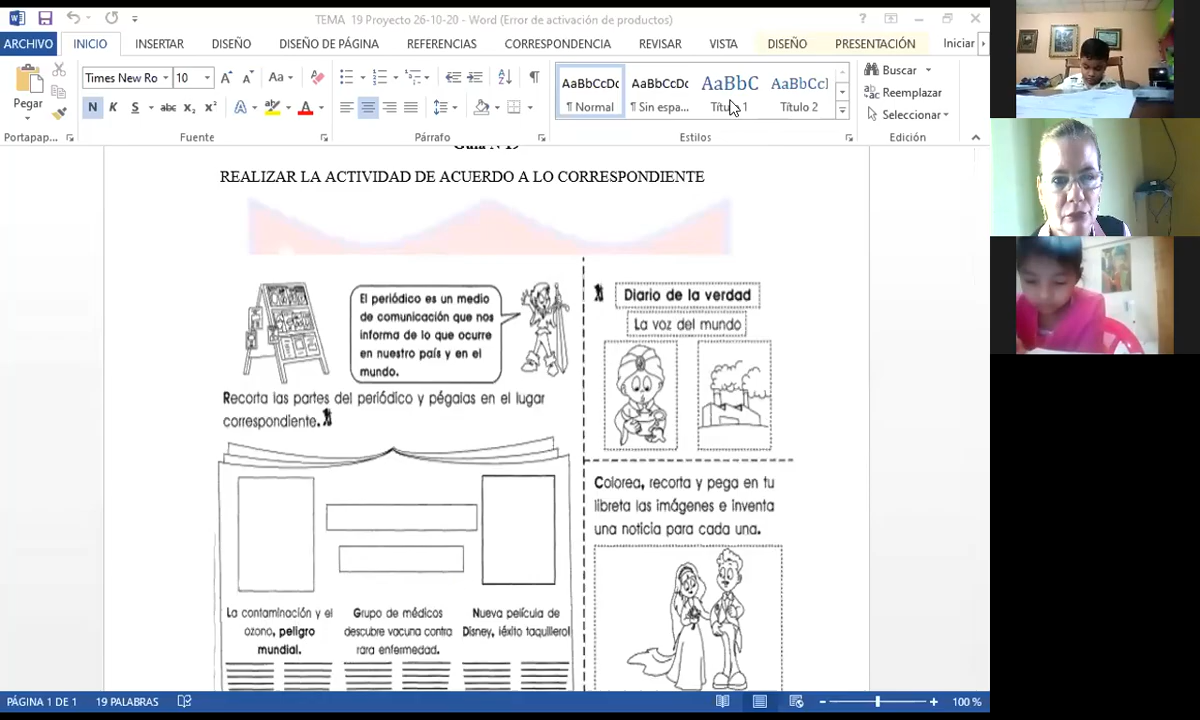 TEMA 19 Proyecto 26-10-20 - Word (Error de activación de productos)
ARCHIVO INICIO INSERTAR DISEÑO DISEÑO DE PÁGINA REFERENCIAS CORRESPONDENCIA REVISAR VISTA DISEÑO PRESENTACIÓN Iniciar
Pegar
Portapap...
Times New Ro 10
N K S abc x₂ x²
Fuente
Párrafo
AaBbCcDc AaBbCcDc AaBbC AaBbCcl
¶ Normal ¶ Sin espa... Título 1 Título 2
Estilos
Buscar
Reemplazar
Seleccionar
Edición
Guía N 19
REALIZAR LA ACTIVIDAD DE ACUERDO A LO CORRESPONDIENTE
El periódico es un medio
de comunicación que nos
informa de lo que ocurre
en nuestro país y en el
mundo.
Recorta las partes del periódico y pégalas en el lugar
correspondiente.
La contaminación y el
ozono, peligro
mundial.
Grupo de médicos
descubre vacuna contra
rara enfermedad.
Nueva película de
Disney, ¡éxito taquillero!
Diario de la verdad
La voz del mundo
Colorea, recorta y pega en tu
libreta las imágenes e inventa
una noticia para cada una.
PÁGINA 1 DE 1 19 PALABRAS 100 %